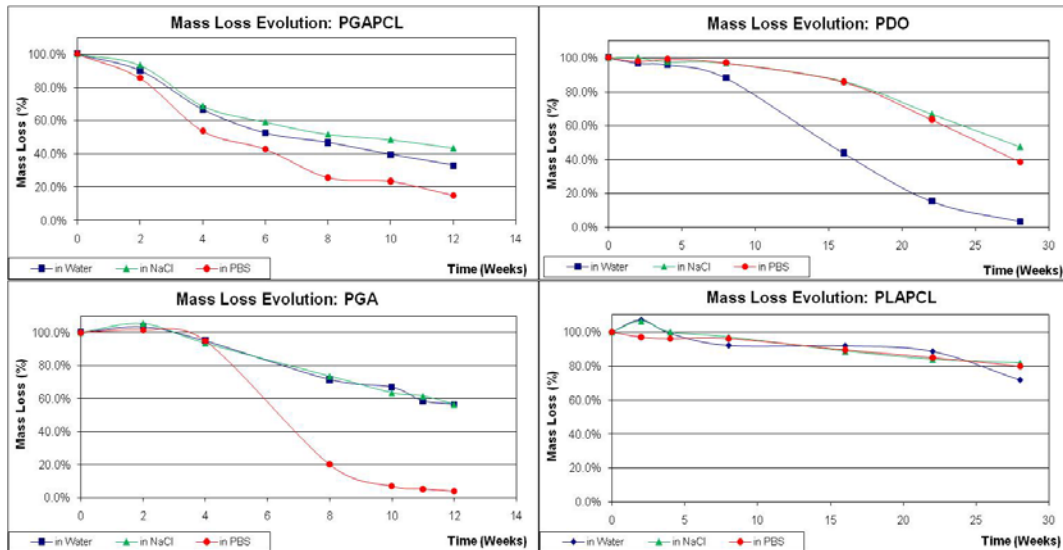 Mass Loss Evolution: PGAPCL
Mass Loss (%)
100.0%
80.0%
60.0%
40.0%
20.0%
0.0%
0 2 4 6 8 10 12 14
in Water in NaCl in PBS
Time (Weeks)
Mass Loss Evolution: PDO
Mass Loss (%)
100.0%
80.0%
60.0%
40.0%
20.0%
0.0%
0 5 10 15 20 25 30
in Water in NaCl in PBS
Time (Weeks)
Mass Loss Evolution: PGA
Mass Loss (%)
100.0%
80.0%
60.0%
40.0%
20.0%
0.0%
0 2 4 6 8 10 12 14
in Water in NaCl in PBS
Time (Weeks)
Mass Loss Evolution: PLAPCL
Mass Loss (%)
100.0%
80.0%
60.0%
40.0%
20.0%
0.0%
0 5 10 15 20 25 30
in Water in NaCl in PBS
Time (Weeks)